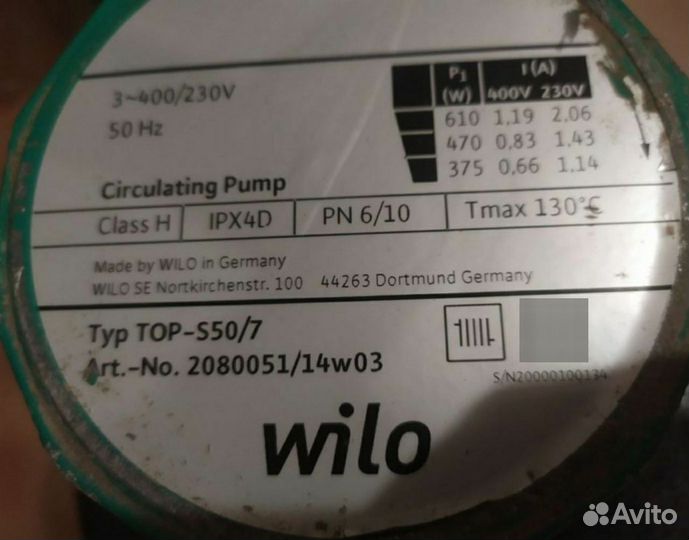 3~400/230V
50 Hz
P1 (W) I (A)
400V 230V
610 1,19 2.06
470 0,83 1.43
375 0,66 1.14
Circulating Pump
Class H IPX4D PN 6/10 Tmax 130°C
Made by WILO in Germany
WILO SE Nortkirchenstr. 100 44263 Dortmund Germany
Typ TOP-S50/7
Art.-No. 2080051/14w03
S/N20000100134
wilo
Avito